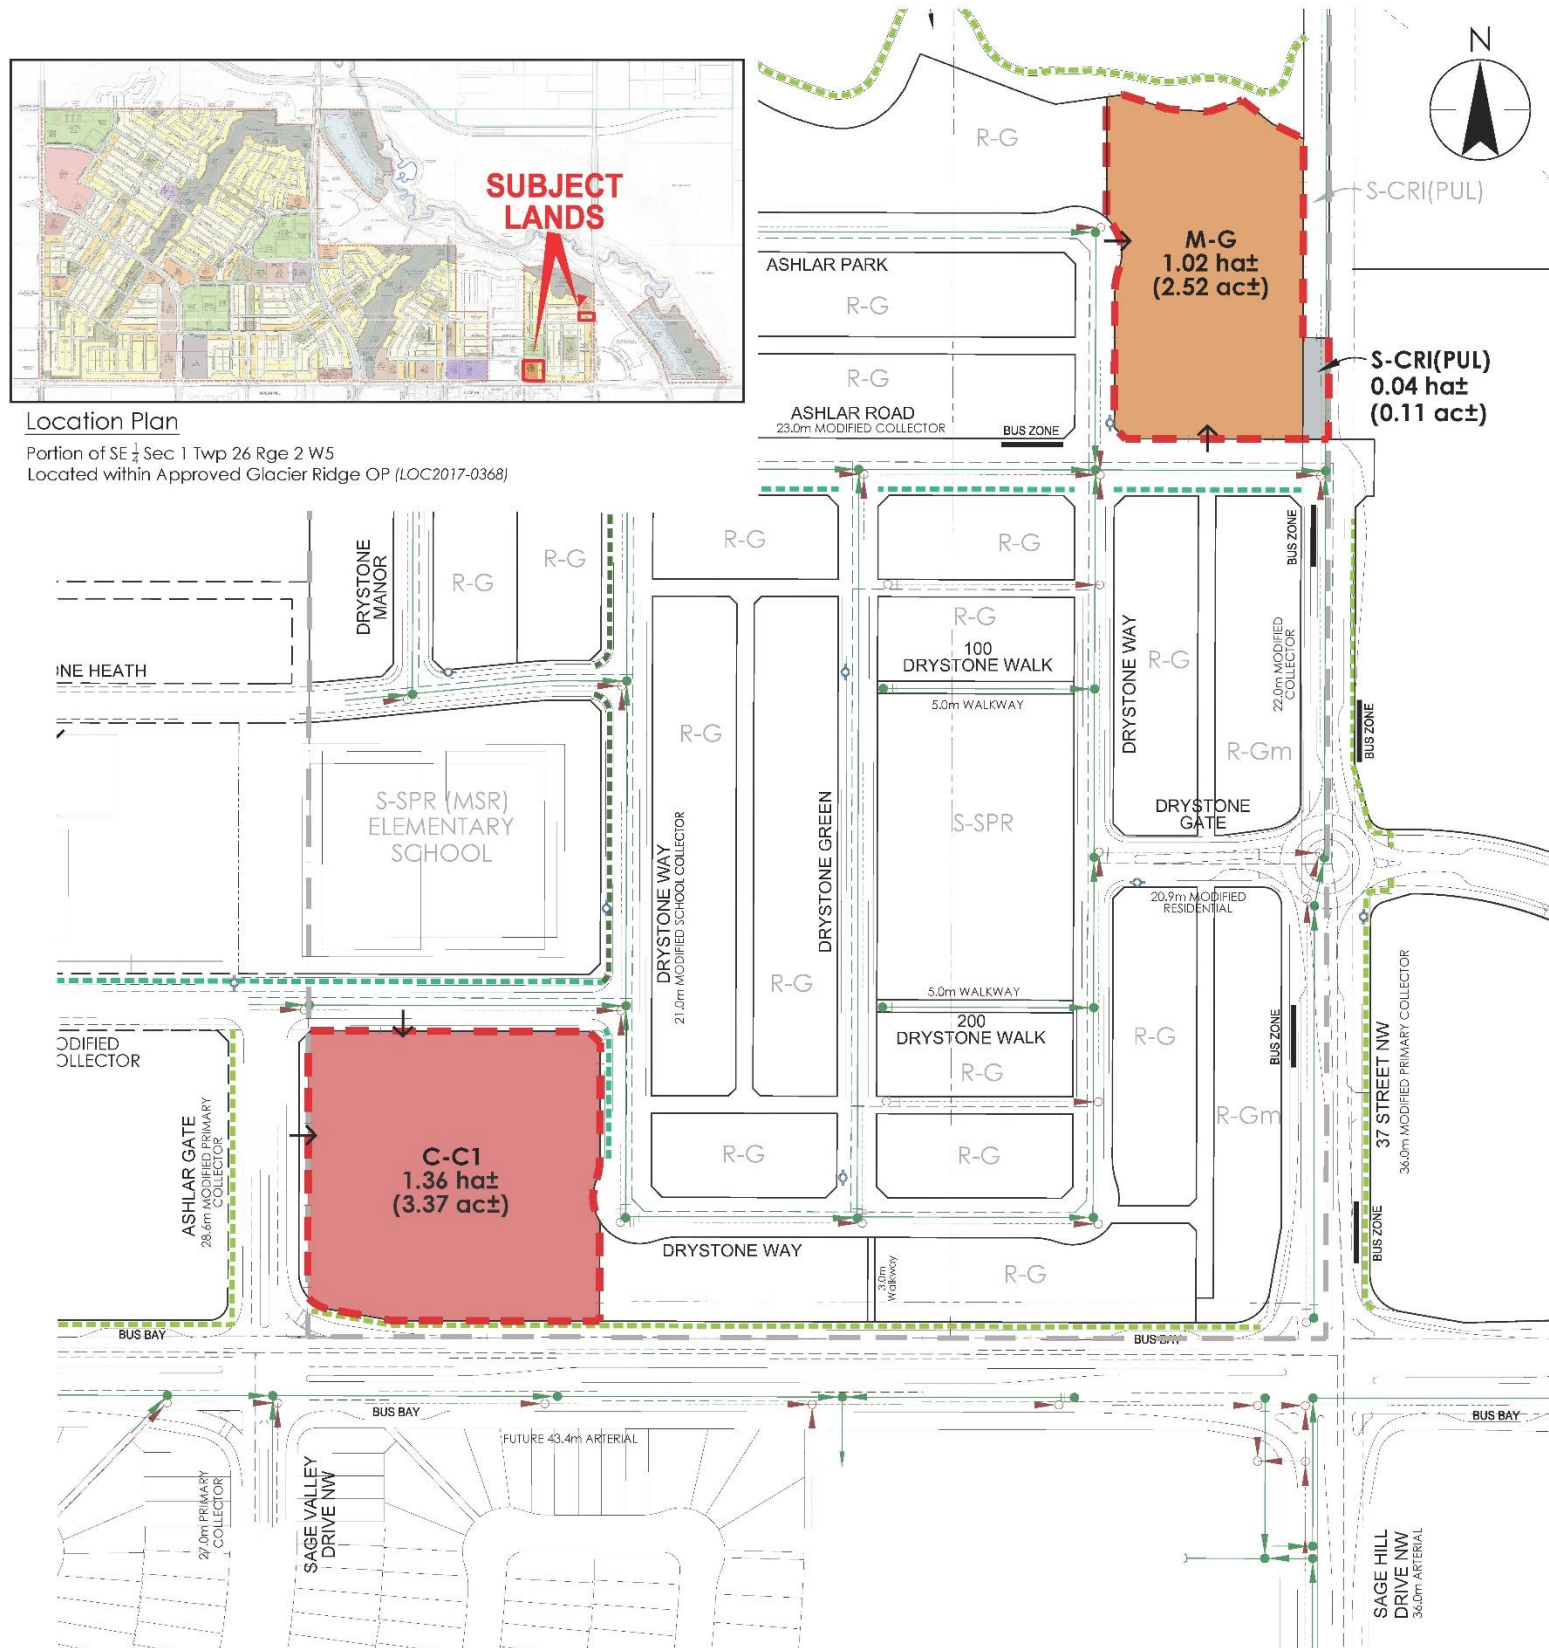 N
SUBJECT
LANDS
Location Plan
Portion of SE ¼ Sec 1 Twp 26 Rge 2 W5
Located within Approved Glacier Ridge OP (LOC2017-0368)
R-G
S-CRI(PUL)
M-G
1.02 ha±
(2.52 ac±)
ASHLAR PARK
R-G
S-CRI(PUL)
0.04 ha±
(0.11 ac±)
R-G
ASHLAR ROAD
23.0m MODIFIED COLLECTOR
BUS ZONE
DRYSTONE
MANOR
R-G
R-G
R-G
R-G
BUS ZONE
R-G
100
DRYSTONE WALK
5.0m WALKWAY
DRYSTONE WAY
R-G
22.0m MODIFIED
COLLECTOR
R-Gm
BUS ZONE
ONE HEATH
R-G
S-SPR (MSR)
ELEMENTARY
SCHOOL
DRYSTONE WAY
21.0m MODIFIED SCHOOL COLLECTOR
DRYSTONE GREEN
S-SPR
DRYSTONE
GATE
20.9m MODIFIED
RESIDENTIAL
R-G
5.0m WALKWAY
200
DRYSTONE WALK
R-G
R-G
BUS ZONE
37 STREET NW
36.0m MODIFIED PRIMARY COLLECTOR
ODIFIED
OLLECTOR
ASHLAR GATE
28.6m MODIFIED PRIMARY
COLLECTOR
C-C1
1.36 ha±
(3.37 ac±)
R-G
R-G
R-Gm
BUS ZONE
DRYSTONE WAY
3.0m
Walkway
R-G
BUS BAY
BUS BAY
BUS BAY
BUS BAY
FUTURE 43.4m ARTERIAL
27.0m PRIMARY
COLLECTOR
SAGE VALLEY
DRIVE NW
SAGE HILL
DRIVE NW
36.0m ARTERIAL